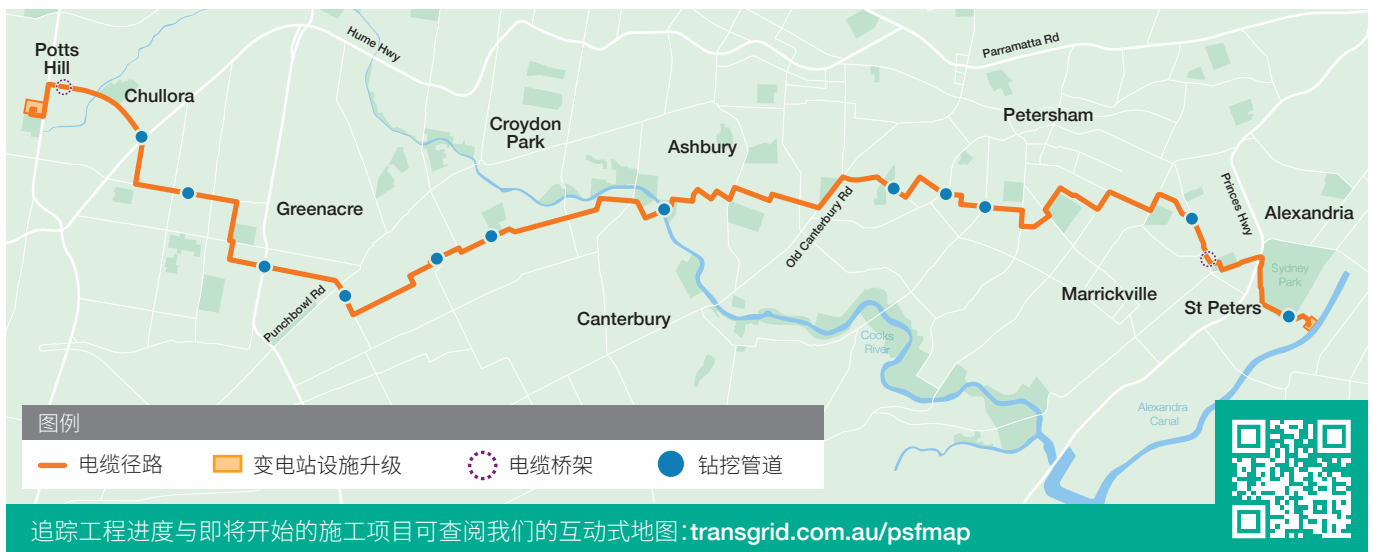 Potts
Hill
Chullora
Hume Hwy
Parramatta Rd
Croydon
Park
Ashbury
Petersham
Greenacre
Old Canterbury Rd
Princes Hwy
Alexandria
Sydney
Park
Punchbowl Rd
Canterbury
Marrickville
St Peters
Cooks
River
Alexandra
Canal
图例
电缆径路
变电站设施升级
电缆桥架
钻挖管道
追踪工程进度与即将开始的施工项目可查阅我们的互动式地图：transgrid.com.au/psfmap